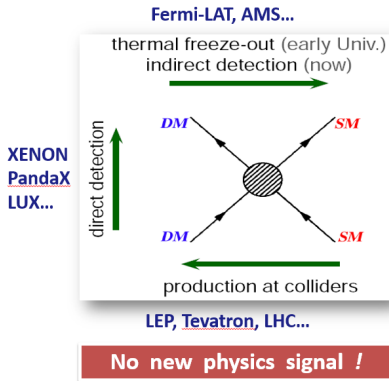 Fermi-LAT, AMS...
thermal freeze-out (early Univ.)
indirect detection (now)
DM
SM
XENON
PandaX
LUX...
direct detection
DM
SM
production at colliders
LEP, Tevatron, LHC...
No new physics signal !